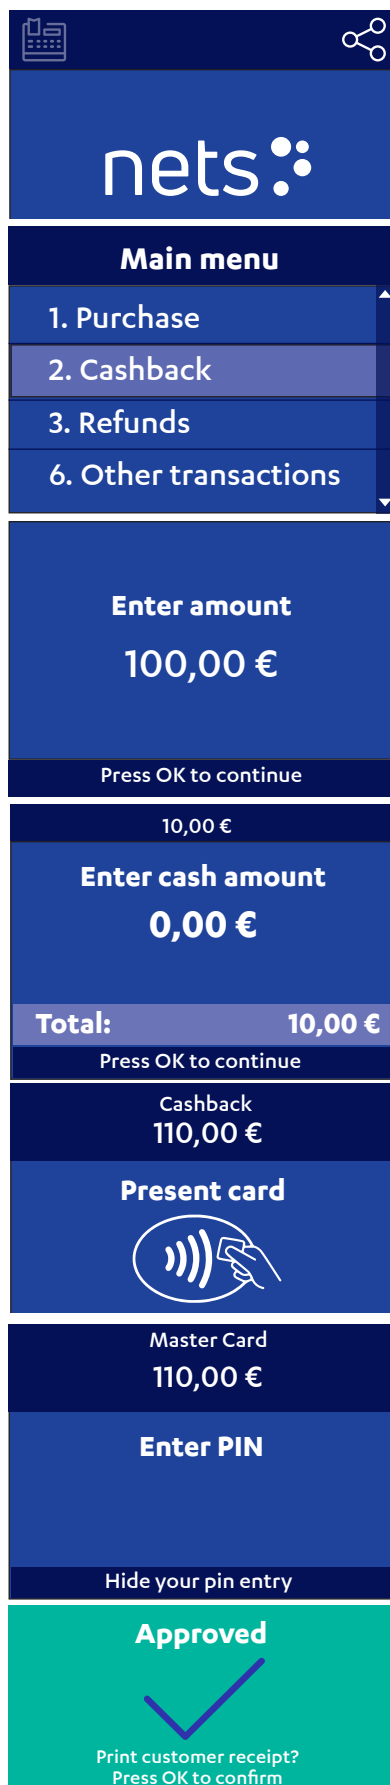 nets
Main menu
1. Purchase
2. Cashback
3. Refunds
6. Other transactions
Enter amount
100,00 €
Press OK to continue
10,00 €
Enter cash amount
0,00 €
Total: 10,00 €
Press OK to continue
Cashback
110,00 €
Present card
Master Card
110,00 €
Enter PIN
Hide your pin entry
Approved
Print customer receipt?
Press OK to confirm